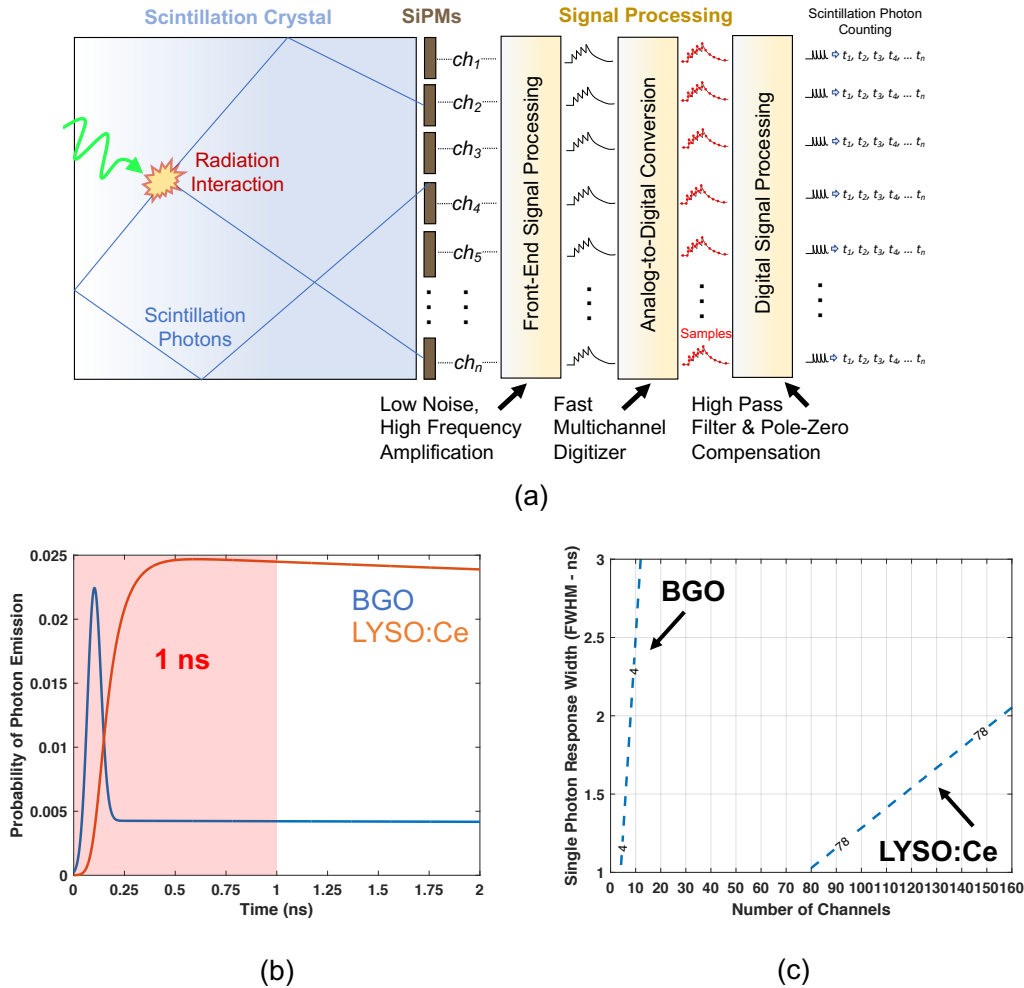 Scintillation Crystal
SiPMs
Signal Processing
Scintillation Photon
Counting
Radiation
Interaction
Scintillation
Photons
ch1
ch2
ch3
ch4
ch5
chn
Front-End Signal Processing
Analog-to-Digital Conversion
Samples
Digital Signal Processing
t1, t2, t3, t4, ... tn
t1, t2, t3, t4, ... tn
t1, t2, t3, t4, ... tn
t1, t2, t3, t4, ... tn
t1, t2, t3, t4, ... tn
t1, t2, t3, t4, ... tn
Low Noise,
High Frequency
Amplification
Fast
Multichannel
Digitizer
High Pass
Filter & Pole-Zero
Compensation
(a)
Probability of Photon Emission
0.025
0.02
0.015
0.01
0.005
0
BGO
LYSO:Ce
1 ns
0 0.25 0.5 0.75 1 1.25 1.5 1.75 2
Time (ns)
(b)
Single Photon Response Width (FWHM - ns)
3
2.5
2
1.5
1
BGO
4
4
78
78
LYSO:Ce
0 10 20 30 40 50 60 70 80 90 100 110 120 130 140 150 160
Number of Channels
(c)